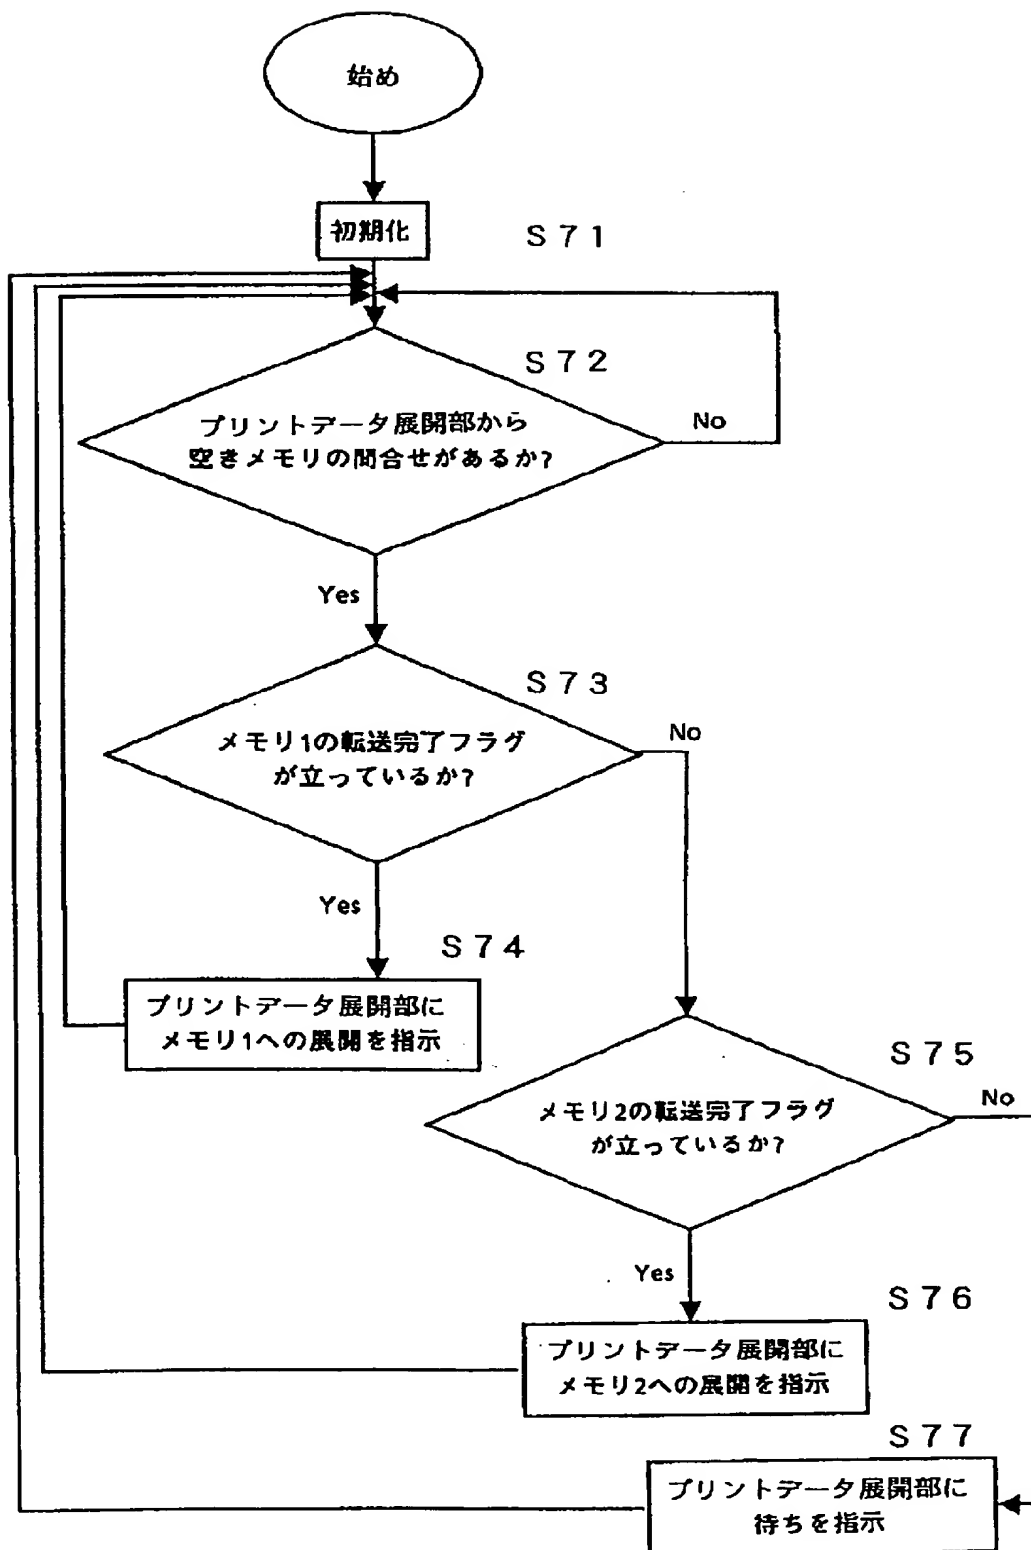 始め
初期化
S71
S72
プリントデータ展開部から
空きメモリの問合せがあるか?
No
Yes
S73
メモリ1の転送完了フラグ
が立っているか?
No
Yes
S74
プリントデータ展開部に
メモリ1への展開を指示
S75
メモリ2の転送完了フラグ
が立っているか?
No
Yes
S76
プリントデータ展開部に
メモリ2への展開を指示
S77
プリントデータ展開部に
待ちを指示